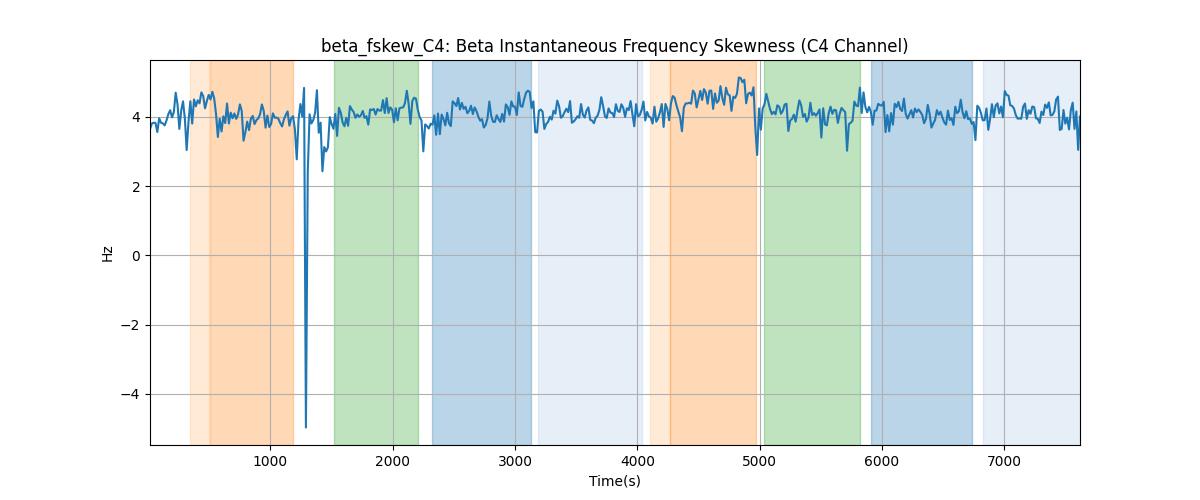 beta_fskew_C4: Beta Instantaneous Frequency Skewness (C4 Channel)
Hz
4
2
0
−2
−4
1000 2000 3000 4000 5000 6000 7000
Time(s)